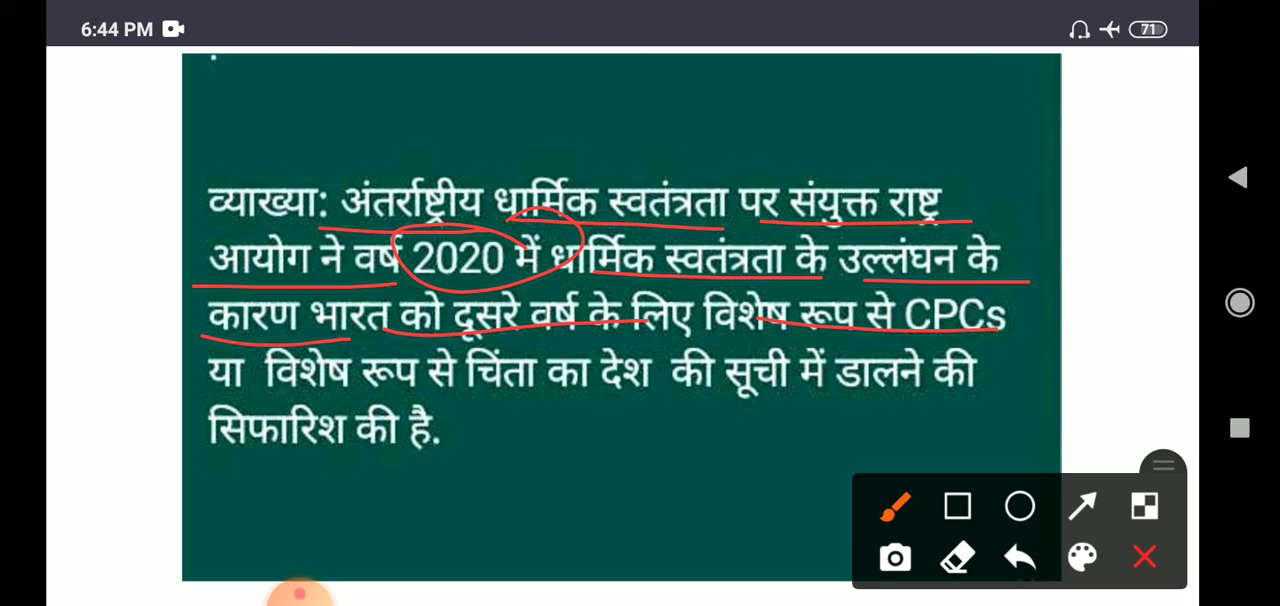 6:44 PM
71
व्याख्या: अंतर्राष्ट्रीय धार्मिक स्वतंत्रता पर संयुक्त राष्ट्र
आयोग ने वर्ष 2020 में धार्मिक स्वतंत्रता के उल्लंघन के
कारण भारत को दूसरे वर्ष के लिए विशेष रूप से CPCs
या विशेष रूप से चिंता का देश की सूची में डालने की
सिफारिश की है.